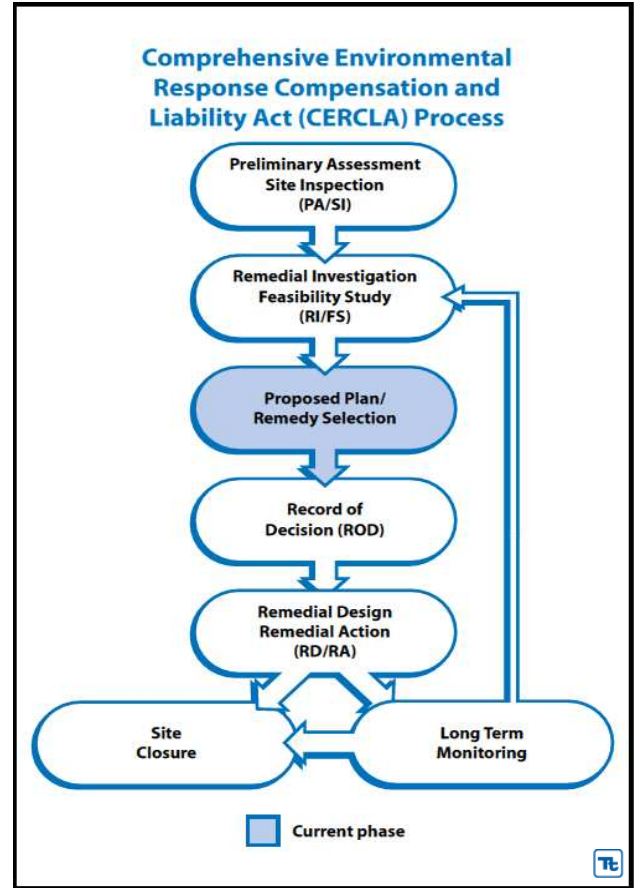 Comprehensive Environmental
Response Compensation and
Liability Act (CERCLA) Process
Preliminary Assessment
Site Inspection
(PA/SI)
Remedial Investigation
Feasibility Study
(RI/FS)
Proposed Plan/
Remedy Selection
Record of
Decision (ROD)
Remedial Design
Remedial Action
(RD/RA)
Site
Closure
Long Term
Monitoring
Current phase
Tt